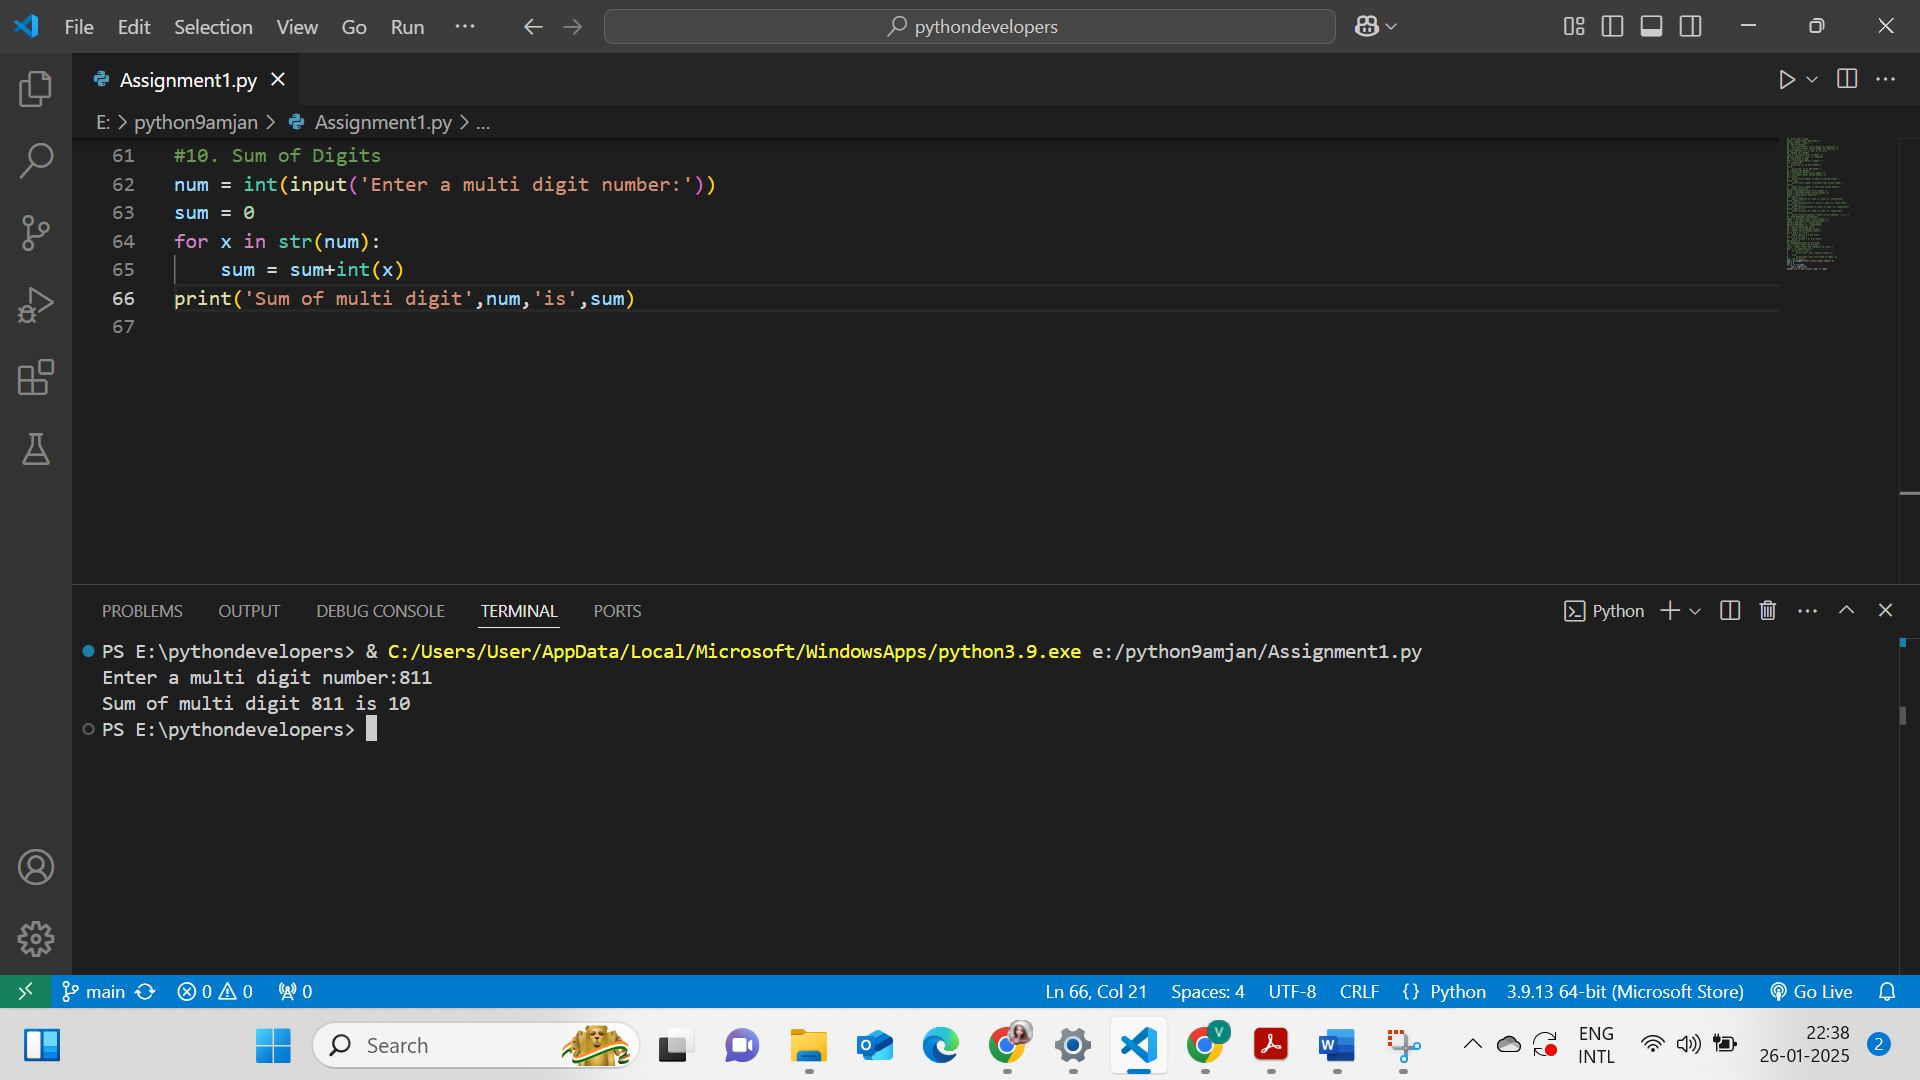 File Edit Selection View Go Run ··· pythondevelopers
Assignment1.py
E: > python9amjan > Assignment1.py > ...
61 #10. Sum of Digits
62 num = int(input('Enter a multi digit number:'))
63 sum = 0
64 for x in str(num):
65     sum = sum+int(x)
66 print('Sum of multi digit',num,'is',sum)
67
PROBLEMS OUTPUT DEBUG CONSOLE TERMINAL PORTS Python
PS E:\pythondevelopers> & C:/Users/User/AppData/Local/Microsoft/WindowsApps/python3.9.exe e:/python9amjan/Assignment1.py
Enter a multi digit number:811
Sum of multi digit 811 is 10
PS E:\pythondevelopers>
main 0 0 0 Ln 66, Col 21 Spaces: 4 UTF-8 CRLF {} Python 3.9.13 64-bit (Microsoft Store) Go Live
Search
V
W
ENG
INTL
22:38
26-01-2025
2